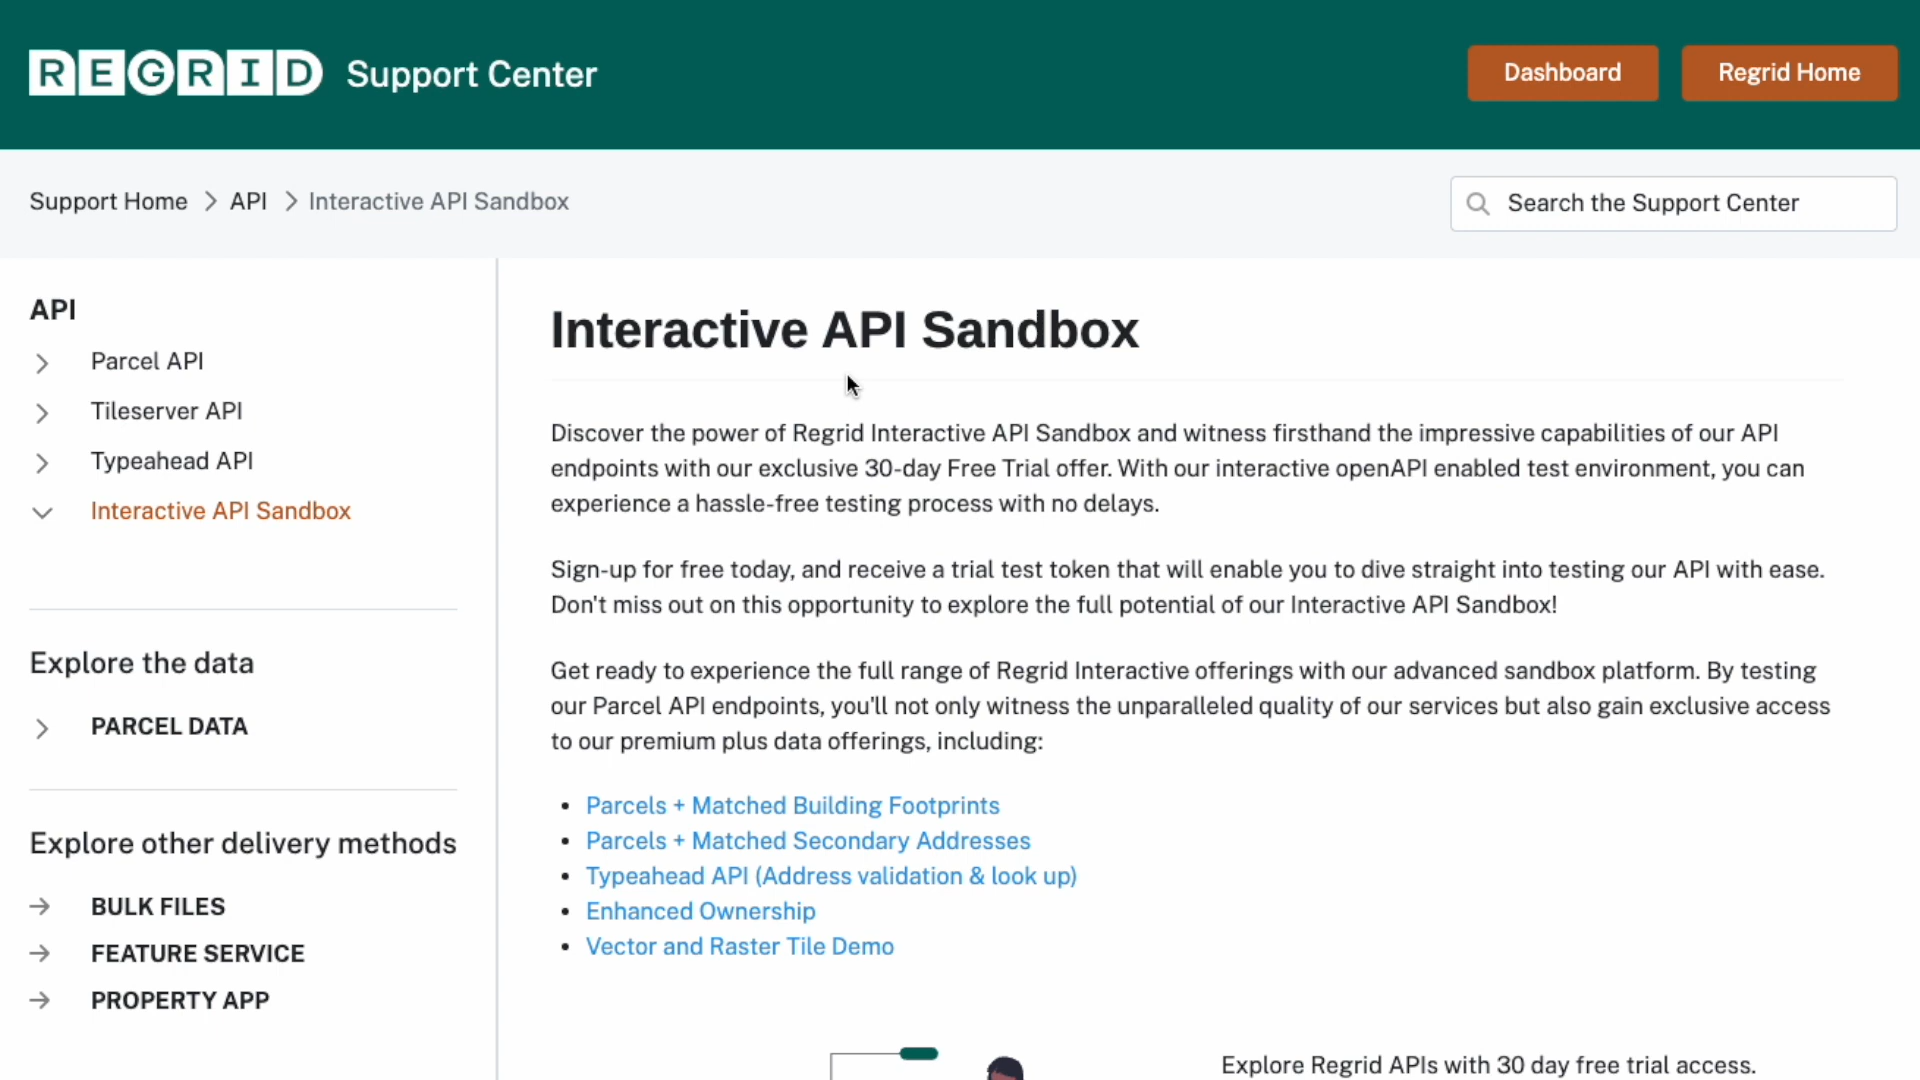 REGRID Support Center
Dashboard
Regrid Home
Support Home > API > Interactive API Sandbox
Search the Support Center
API
Parcel API
Tileserver API
Typeahead API
Interactive API Sandbox
Explore the data
PARCEL DATA
Explore other delivery methods
BULK FILES
FEATURE SERVICE
PROPERTY APP
Interactive API Sandbox
Discover the power of Regrid Interactive API Sandbox and witness firsthand the impressive capabilities of our API
endpoints with our exclusive 30-day Free Trial offer. With our interactive openAPI enabled test environment, you can
experience a hassle-free testing process with no delays.
Sign-up for free today, and receive a trial test token that will enable you to dive straight into testing our API with ease.
Don't miss out on this opportunity to explore the full potential of our Interactive API Sandbox!
Get ready to experience the full range of Regrid Interactive offerings with our advanced sandbox platform. By testing
our Parcel API endpoints, you'll not only witness the unparalleled quality of our services but also gain exclusive access
to our premium plus data offerings, including:
• Parcels + Matched Building Footprints
• Parcels + Matched Secondary Addresses
• Typeahead API (Address validation & look up)
• Enhanced Ownership
• Vector and Raster Tile Demo
Explore Regrid APIs with 30 day free trial access.